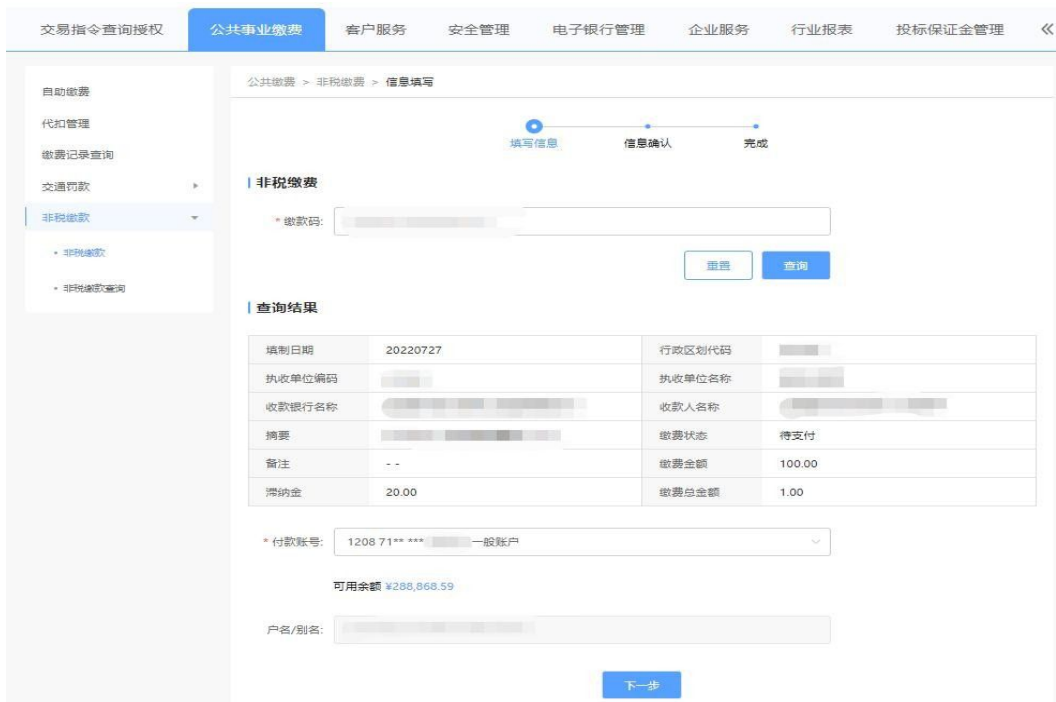 交易指令查询授权 公共事业缴费 客户服务 安全管理 电子银行管理 企业服务 行业报表 投标保证金管理 «
自助缴费
代扣管理
缴费记录查询
交通罚款
非税缴款
• 非税缴款
• 非税缴款查询
公共缴费 > 非税缴费 > 信息填写
填写信息 信息确认 完成
非税缴费
* 缴款码:
重置 查询
查询结果
填制日期 20220727 行政区划代码
执收单位编码 执收单位名称
收款银行名称 收款人名称
摘要 缴费状态 待支付
备注 - - 缴费金额 100.00
滞纳金 20.00 缴费总金额 1.00
* 付款账号: 1208 71** *** 一般账户
可用余额 ¥288,868.59
户名/别名:
下一步